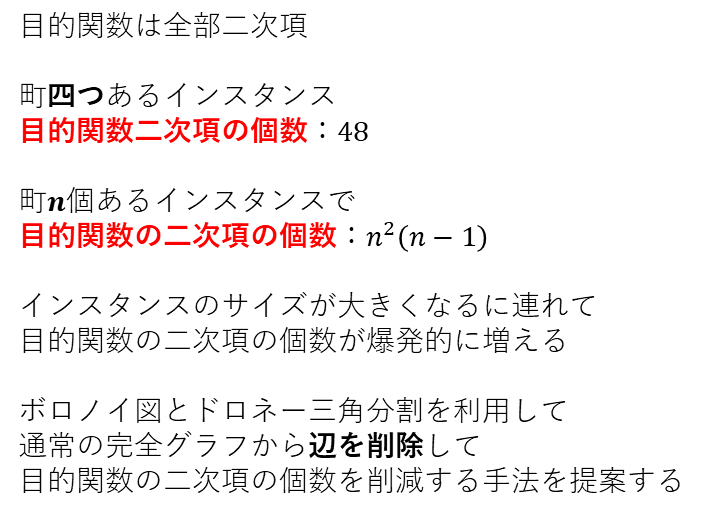 目的関数は全部二次項
町四つあるインスタンス
目的関数二次項の個数：48
町n個あるインスタンスで
目的関数の二次項の個数：n²(n − 1)
インスタンスのサイズが大きくなるに連れて
目的関数の二次項の個数が爆発的に増える
ボロノイ図とドロネー三角分割を利用して
通常の完全グラフから辺を削除して
目的関数の二次項の個数を削減する手法を提案する